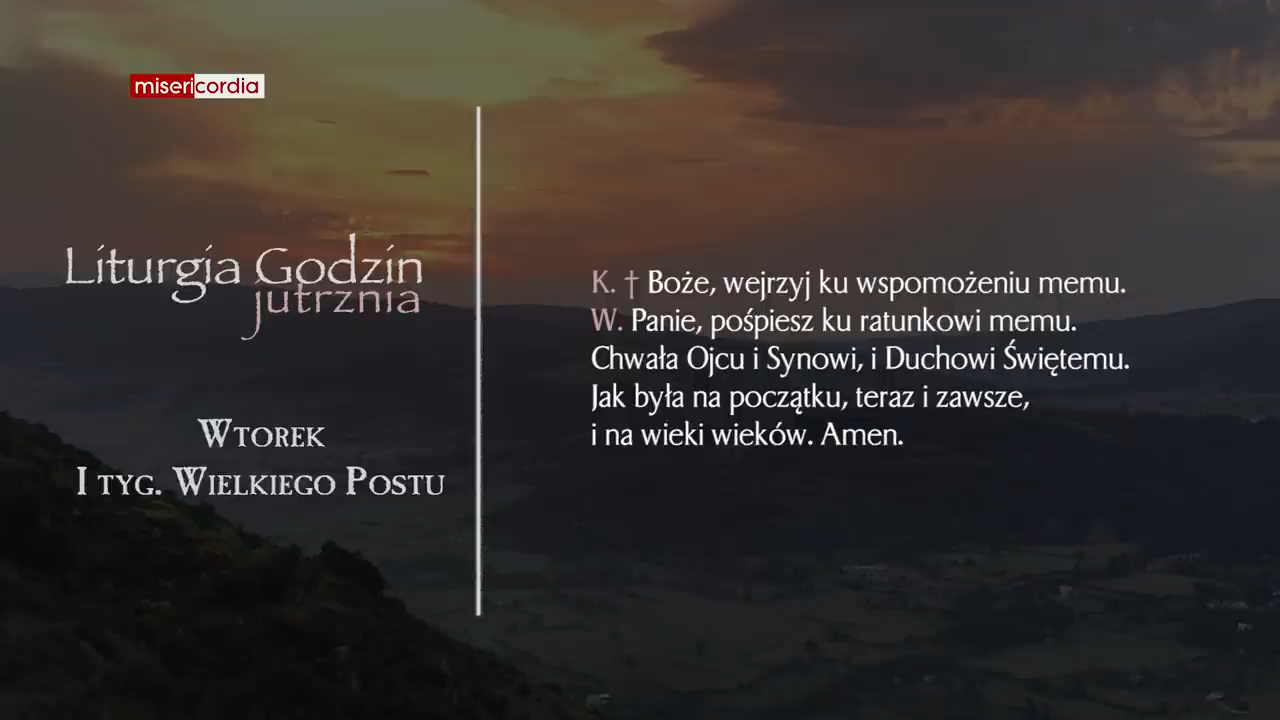 misericordia
Liturgia Godzin
jutrznia
Wtorek
I tyg. Wielkiego Postu
K. † Boże, wejrzyj ku wspomożeniu memu.
W. Panie, pośpiesz ku ratunkowi memu.
Chwała Ojcu i Synowi, i Duchowi Świętemu.
Jak była na początku, teraz i zawsze,
i na wieki wieków. Amen.